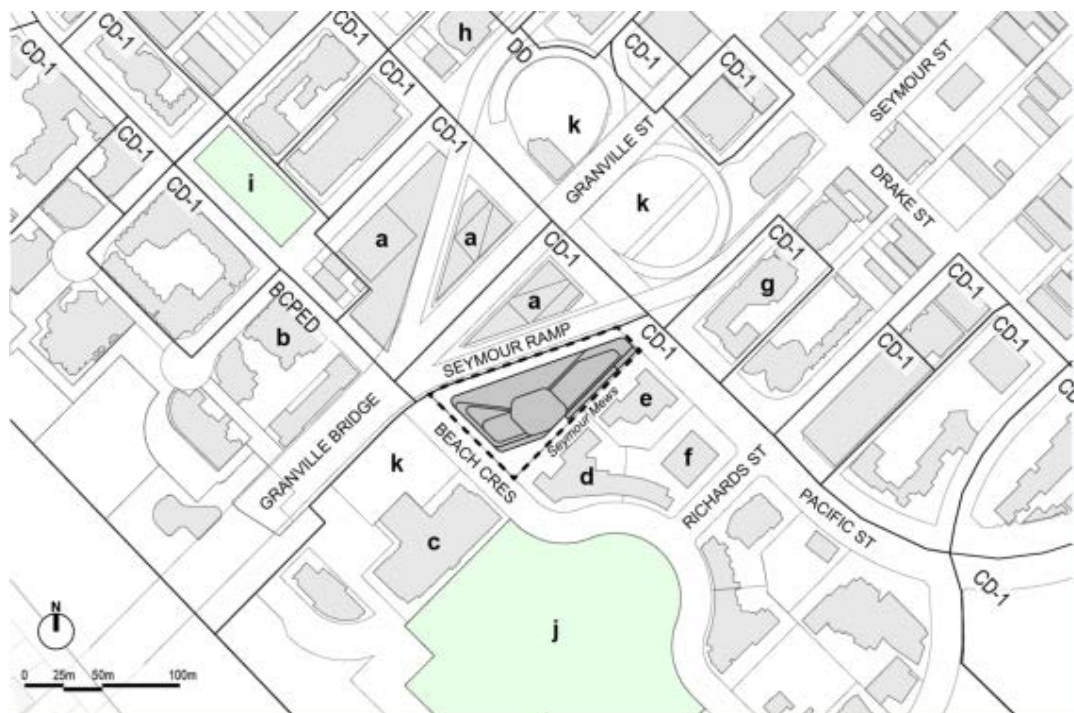 CD-1
CD-1
CD-1
h
DD
CD-1
CD-1
SEYMOUR ST
k
GRANVILLE ST
CD-1
CD-1
i
CD-1
k
DRAKE ST
a
a
CD-1
CD-1
g
CD-1
BCPED
b
a
SEYMOUR RAMP
CD-1
CD-1
CD-1
CD
GRANVILLE BRIDGE
BEACH CRES
Seymour Mews
e
k
d
f
RICHARDS ST
PACIFIC ST
c
CD-1
j
N
0 25m 50m 100m